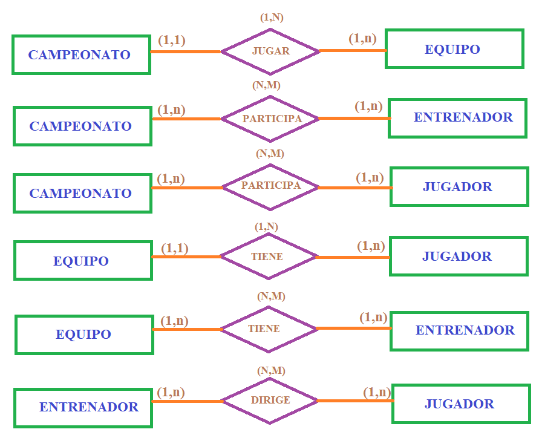 (1,N)
CAMPEONATO (1,1) JUGAR (1,n) EQUIPO
(N,M)
CAMPEONATO (1,n) PARTICIPA (1,n) ENTRENADOR
(N,M)
CAMPEONATO (1,n) PARTICIPA (1,n) JUGADOR
(1,N)
EQUIPO (1,1) TIENE (1,n) JUGADOR
(N,M)
EQUIPO (1,n) TIENE (1,n) ENTRENADOR
(N,M)
ENTRENADOR (1,n) DIRIGE (1,n) JUGADOR